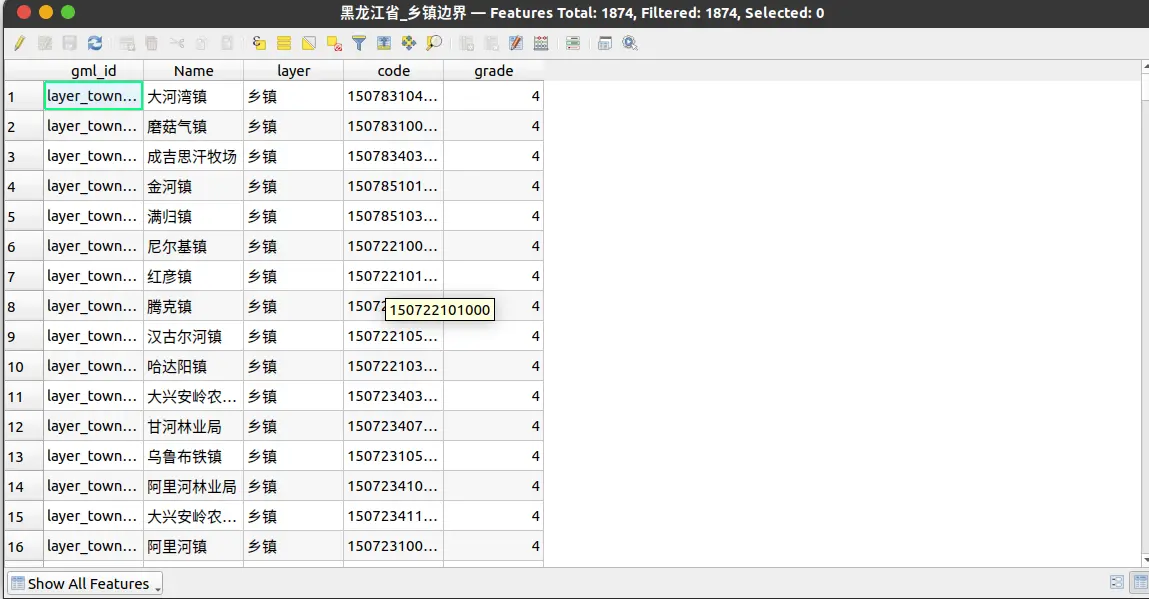 黑龙江省_乡镇边界 — Features Total: 1874, Filtered: 1874, Selected: 0
gml_id Name layer code grade
1 layer_town… 大河湾镇 乡镇 150783104… 4
2 layer_town… 磨菇气镇 乡镇 150783100… 4
3 layer_town… 成吉思汗牧场 乡镇 150783403… 4
4 layer_town… 金河镇 乡镇 150785101… 4
5 layer_town… 满归镇 乡镇 150785103… 4
6 layer_town… 尼尔基镇 乡镇 150722100… 4
7 layer_town… 红彦镇 乡镇 150722101… 4
8 layer_town… 腾克镇 乡镇 15072 4
150722101000
9 layer_town… 汉古尔河镇 乡镇 150722105… 4
10 layer_town… 哈达阳镇 乡镇 150722103… 4
11 layer_town… 大兴安岭农… 乡镇 150723403… 4
12 layer_town… 甘河林业局 乡镇 150723407… 4
13 layer_town… 乌鲁布铁镇 乡镇 150723105… 4
14 layer_town… 阿里河林业局 乡镇 150723410… 4
15 layer_town… 大兴安岭农… 乡镇 150723411… 4
16 layer_town… 阿里河镇 乡镇 150723100… 4
Show All Features